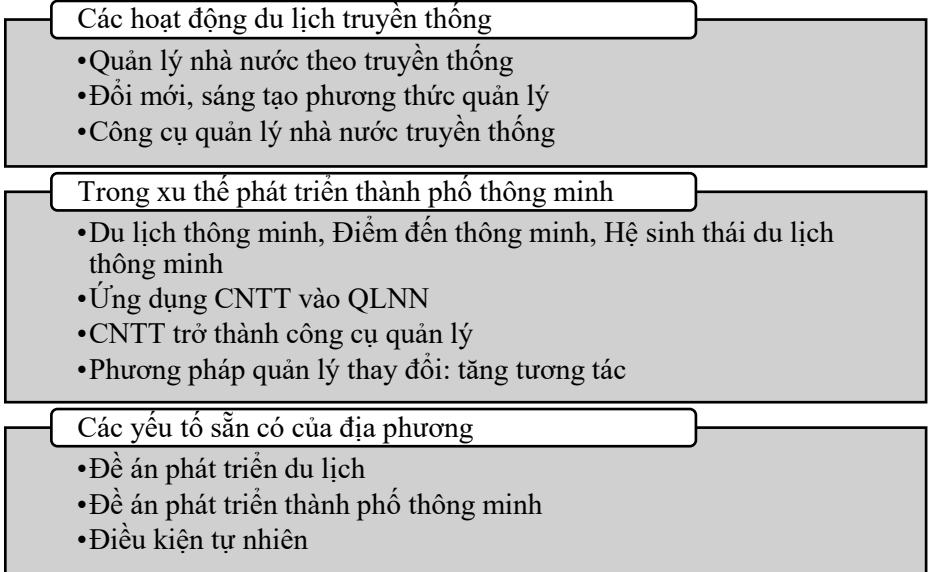 Các hoạt động du lịch truyền thống
•Quản lý nhà nước theo truyền thống
•Đổi mới, sáng tạo phương thức quản lý
•Công cụ quản lý nhà nước truyền thống
Trong xu thế phát triển thành phố thông minh
•Du lịch thông minh, Điểm đến thông minh, Hệ sinh thái du lịch
thông minh
•Ứng dụng CNTT vào QLNN
•CNTT trở thành công cụ quản lý
•Phương pháp quản lý thay đổi: tăng tương tác
Các yếu tố sẵn có của địa phương
•Đề án phát triển du lịch
•Đề án phát triển thành phố thông minh
•Điều kiện tự nhiên